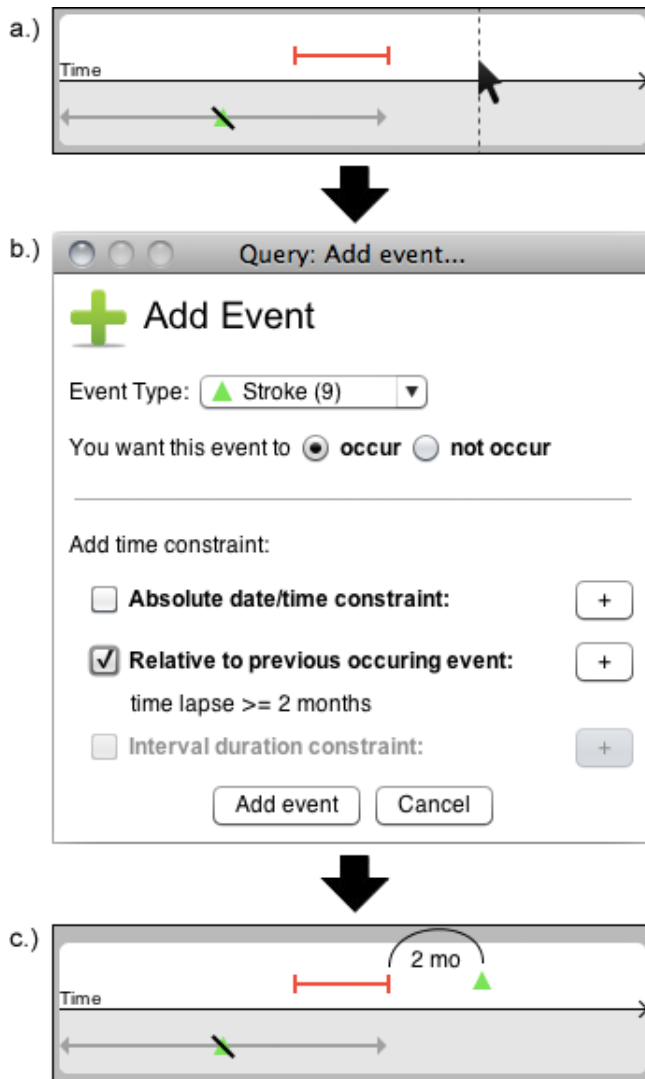 a.)
Time
b.)
Query: Add event...
Add Event
Event Type: Stroke (9)
You want this event to occur not occur
Add time constraint:
Absolute date/time constraint: +
Relative to previous occuring event: +
time lapse >= 2 months
Interval duration constraint: +
Add event Cancel
c.)
2 mo
Time